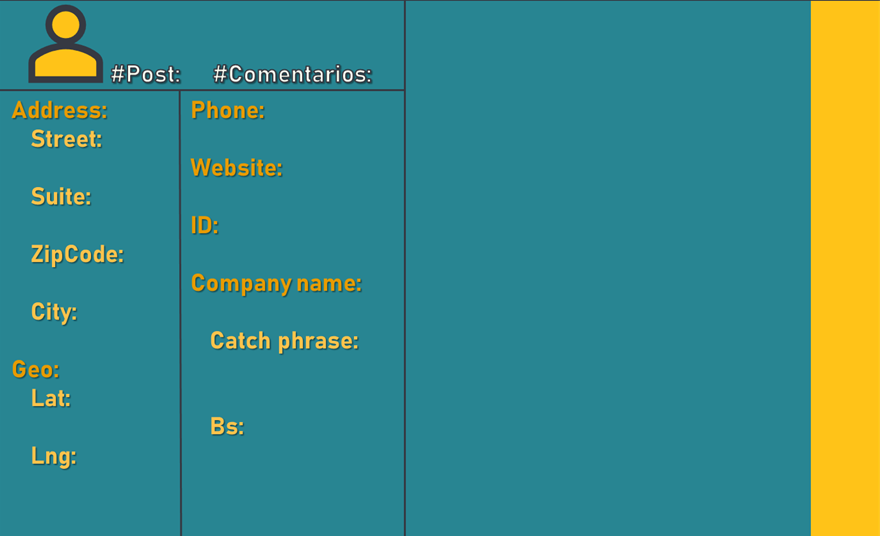 #Post: #Comentarios:
Address:
Street:
Suite:
ZipCode:
City:
Geo:
Lat:
Lng:
Phone:
Website:
ID:
Company name:
Catch phrase:
Bs: